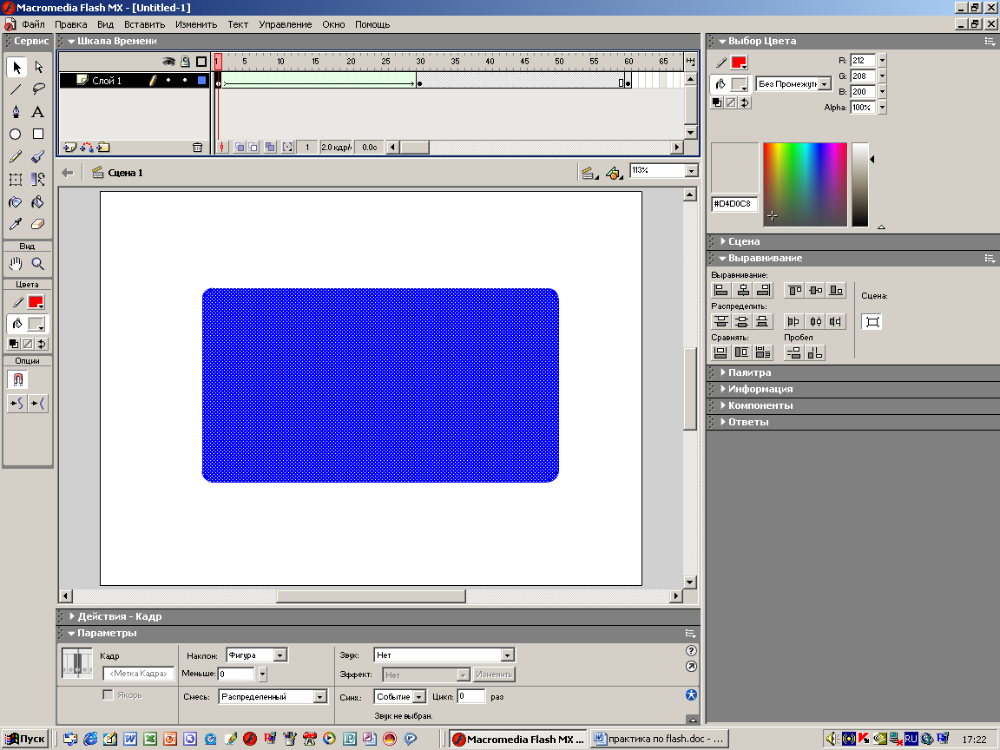 Macromedia Flash MX - [Untitled-1]
Файл Правка Вид Вставить Изменить Текст Управление Окно Помощь
Сервис
Шкала Времени
1 5 10 15 20 25 30 35 40 45 50 55 60 65
Слой 1
1 2.0 кдр/ 0.0с
Сцена 1
113%
Вид
Цвета
Опции
Выбор Цвета
R: 212
G: 208
Без Промежутк
B: 200
Alpha: 100%
#D4D0C8
Сцена
Выравнивание
Выравнивание:
Сцена:
Распределить:
Сравнять: Пробел
Палитра
Информация
Компоненты
Ответы
Действия - Кадр
Параметры
Кадр
<Метка Кадра>
Якорь
Наклон: Фигура
Меньше: 0
Смесь: Распределенный
Звук: Нет
Эффект: Нет Изменить
Синх.: Событие Цикл: 0 раз
Звук не выбран.
Пуск
Macromedia Flash MX ...
практика по flash.doc - ...
RU
17:22